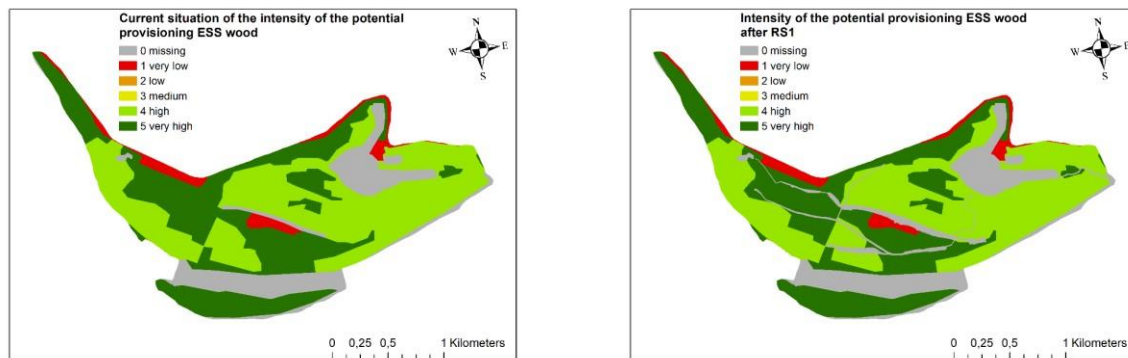 Current situation of the intensity of the potential
provisioning ESS wood
0 missing
1 very low
2 low
3 medium
4 high
5 very high
N
W E
S
0 0,25 0,5 1 Kilometers
Intensity of the potential provisioning ESS wood
after RS1
0 missing
1 very low
2 low
3 medium
4 high
5 very high
N
W E
S
0 0,25 0,5 1 Kilometers